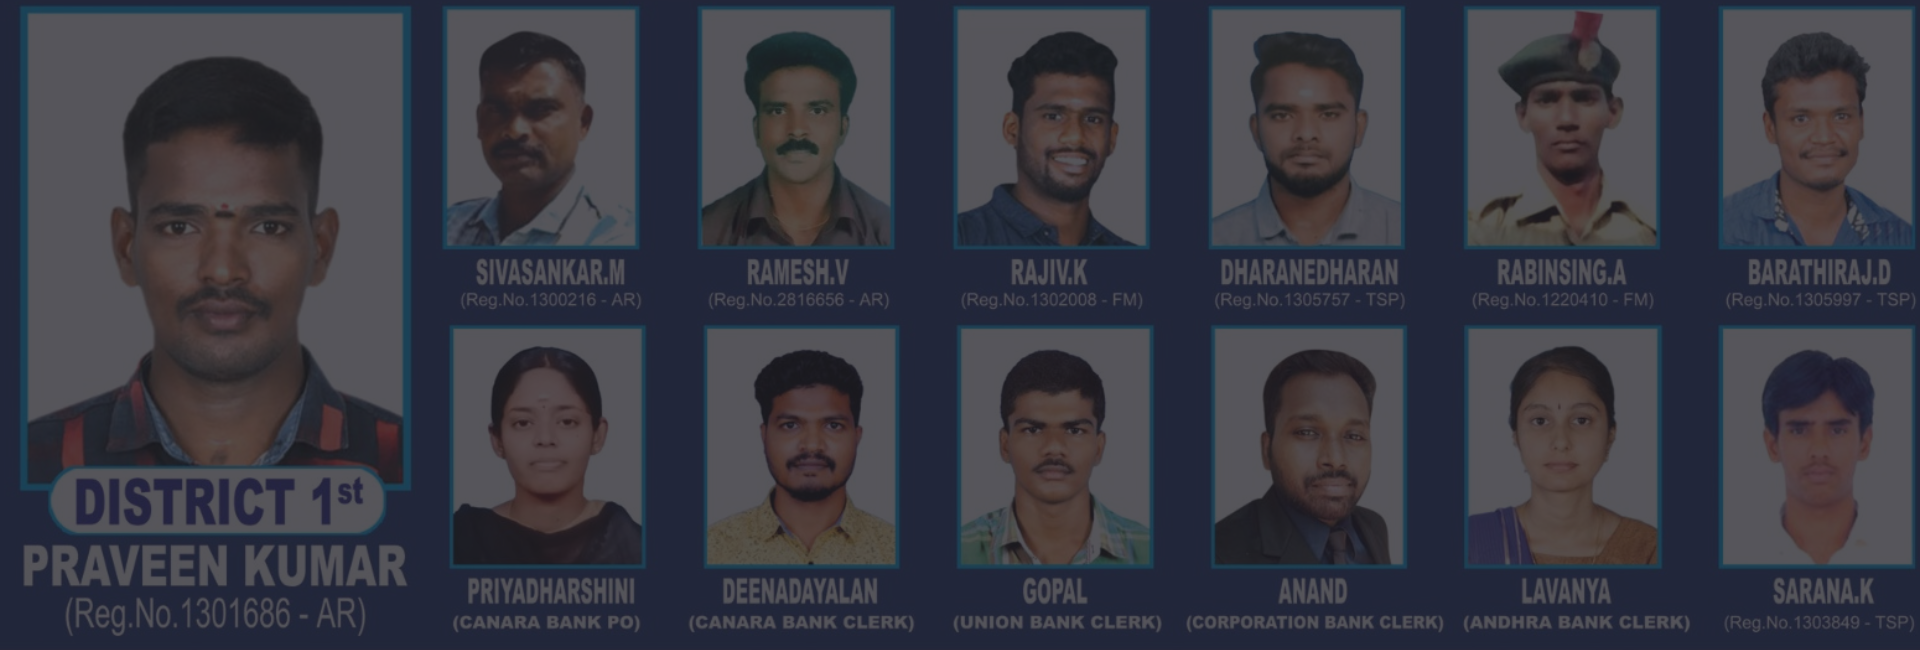 DISTRICT 1st
PRAVEEN KUMAR
(Reg.No.1301686 - AR)
SIVASANKAR.M
(Reg.No.1300216 - AR)
RAMESH.V
(Reg.No.2816656 - AR)
RAJIV.K
(Reg.No.1302008 - FM)
DHARANEDHARAN
(Reg.No.1305757 - TSP)
RABINSING.A
(Reg.No.1220410 - FM)
BARATHIRAJ.D
(Reg.No.1305997 - TSP)
PRIYADHARSHINI
(CANARA BANK PO)
DEENADAYALAN
(CANARA BANK CLERK)
GOPAL
(UNION BANK CLERK)
ANAND
(CORPORATION BANK CLERK)
LAVANYA
(ANDHRA BANK CLERK)
SARANA.K
(Reg.No.1303849 - TSP)